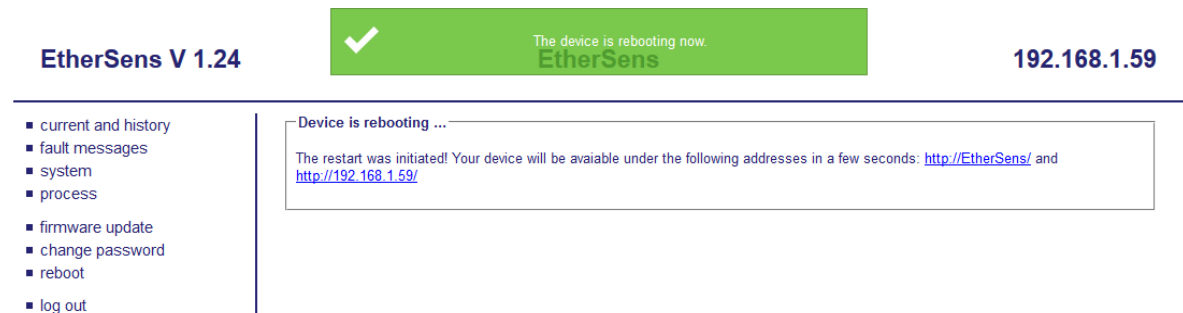 The device is rebooting now.
EtherSens V 1.24
EtherSens
192.168.1.59
current and history
fault messages
system
process
firmware update
change password
reboot
log out
Device is rebooting ...
The restart was initiated! Your device will be avaiable under the following addresses in a few seconds: http://EtherSens/ and
http://192.168.1.59/